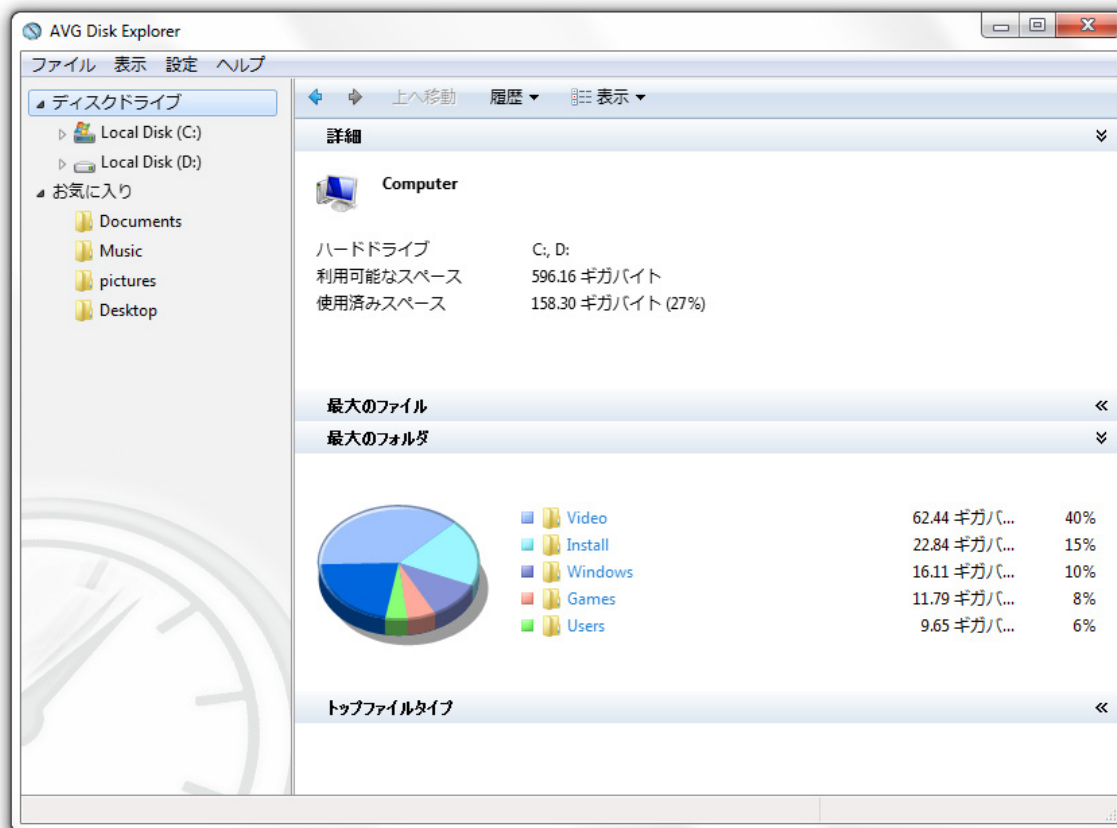 AVG Disk Explorer
ファイル 表示 設定 ヘルプ
ディスクドライブ
Local Disk (C:)
Local Disk (D:)
お気に入り
Documents
Music
pictures
Desktop
上へ移動 履歴 表示
詳細
Computer
ハードドライブ C:, D:
利用可能なスペース 596.16 ギガバイト
使用済みスペース 158.30 ギガバイト (27%)
最大のファイル
最大のフォルダ
Video 62.44 ギガバ... 40%
Install 22.84 ギガバ... 15%
Windows 16.11 ギガバ... 10%
Games 11.79 ギガバ... 8%
Users 9.65 ギガバ... 6%
トップファイルタイプ